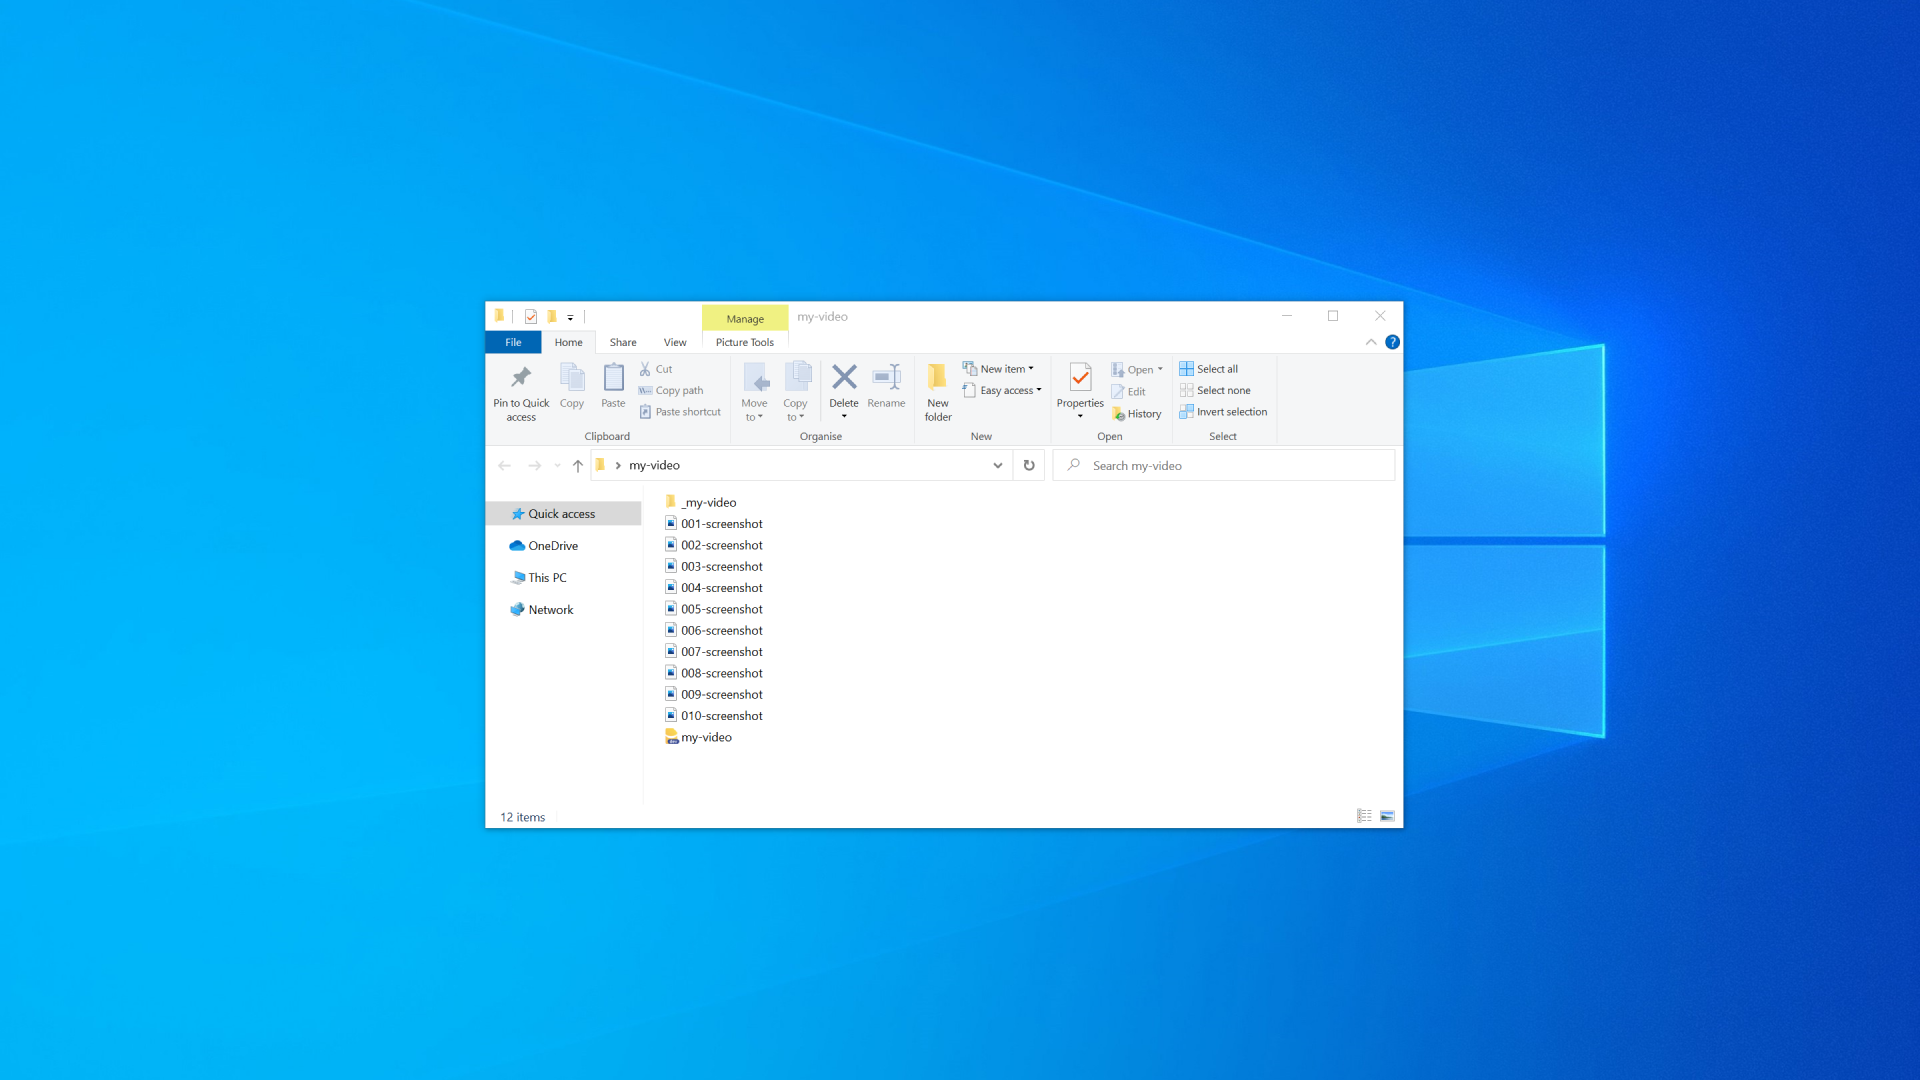 Manage
my-video
File
Home
Share
View
Picture Tools
?
Pin to Quick access
Copy
Paste
Cut
Copy path
Paste shortcut
Clipboard
Move to
Copy to
Delete
Rename
Organise
New folder
New item
Easy access
New
Properties
Open
Edit
History
Open
Select all
Select none
Invert selection
Select
my-video
Search my-video
Quick access
OneDrive
This PC
Network
_my-video
001-screenshot
002-screenshot
003-screenshot
004-screenshot
005-screenshot
006-screenshot
007-screenshot
008-screenshot
009-screenshot
010-screenshot
my-video
12 items